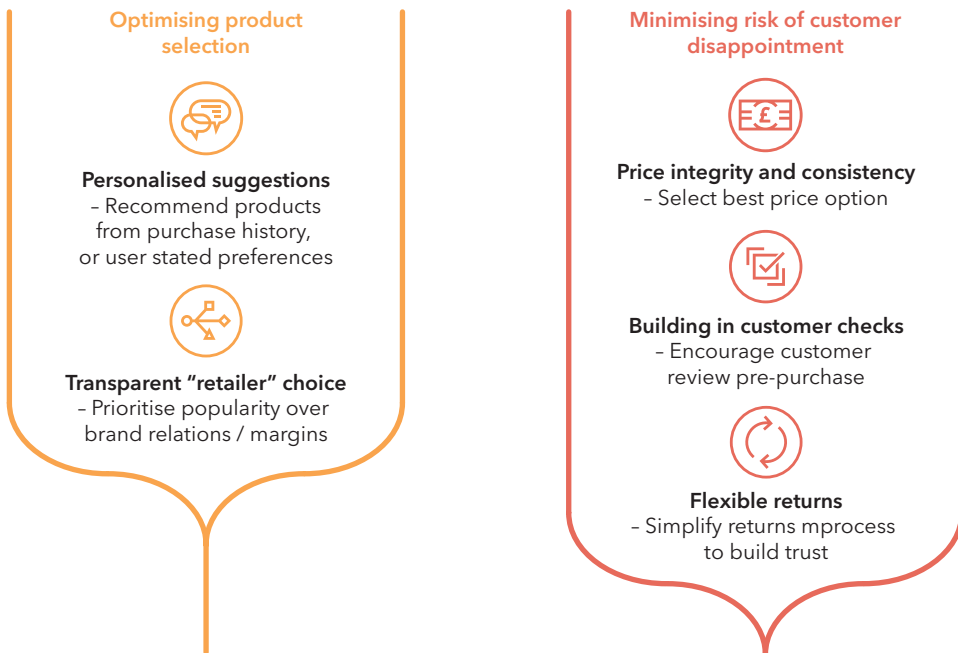 Optimising product
selection
Personalised suggestions
– Recommend products
from purchase history,
or user stated preferences
Transparent “retailer” choice
– Prioritise popularity over
brand relations / margins
Minimising risk of customer
disappointment
£
Price integrity and consistency
– Select best price option
Building in customer checks
– Encourage customer
review pre-purchase
Flexible returns
– Simplify returns mprocess
to build trust